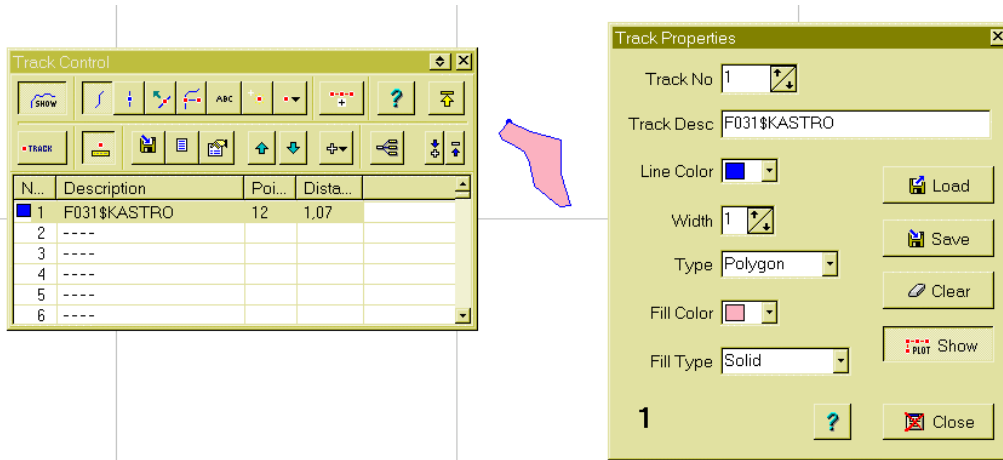 Track Control
SHOW
ABC
?
TRACK
N... Description Poi... Dista...
1 F031$KASTRO 12 1,07
2 ----
3 ----
4 ----
5 ----
6 ----
Track Properties
Track No 1
Track Desc F031$KASTRO
Line Color
Load
Width 1
Save
Type Polygon
Clear
Fill Color
PLOT Show
Fill Type Solid
1
?
Close